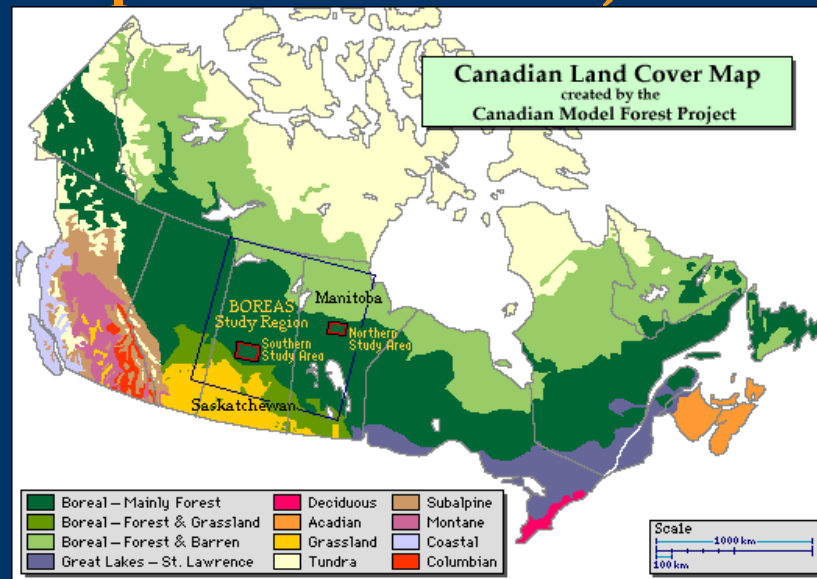 Canadian Land Cover Map
created by the
Canadian Model Forest Project
BOREAS
Study Region
Manitoba
Southern
Study Area
Northern
Study Area
Saskatchewan
Boreal – Mainly Forest
Boreal – Forest & Grassland
Boreal – Forest & Barren
Great Lakes – St. Lawrence
Deciduous
Acadian
Grassland
Tundra
Subalpine
Montane
Coastal
Columbian
Scale
1000 km
100 km